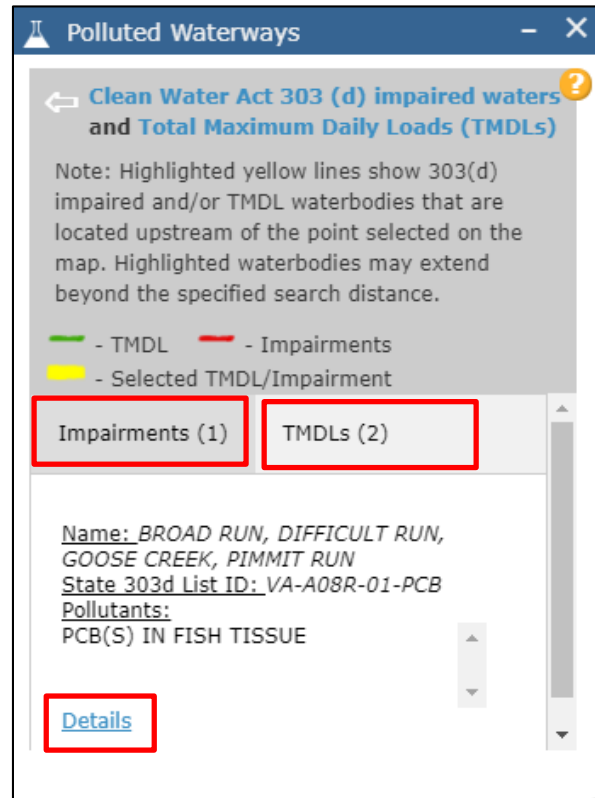 Polluted Waterways
Clean Water Act 303 (d) impaired waters
and Total Maximum Daily Loads (TMDLs)
?
Note: Highlighted yellow lines show 303(d)
impaired and/or TMDL waterbodies that are
located upstream of the point selected on the
map. Highlighted waterbodies may extend
beyond the specified search distance.
- TMDL - Impairments
- Selected TMDL/Impairment
Impairments (1) TMDLs (2)
Name: BROAD RUN, DIFFICULT RUN,
GOOSE CREEK, PIMMIT RUN
State 303d List ID: VA-A08R-01-PCB
Pollutants:
PCB(S) IN FISH TISSUE
Details